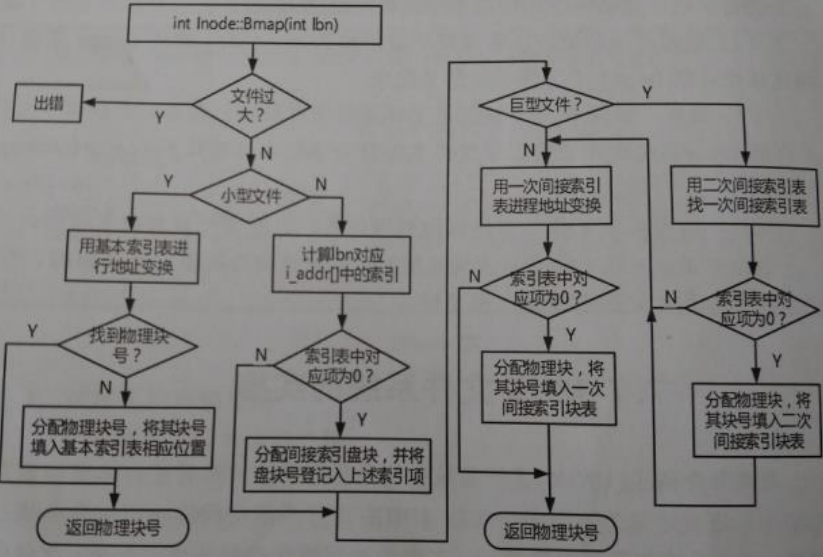 int Inode::Bmap(int lbn)
文件过
大？
出错
Y
N
小型文件
Y
N
用基本索引表进
行地址变换
计算lbn对应
i_addr[]中的索引
找到物理块
号？
Y
N
索引表中对
应项为0？
N
Y
分配物理块号，将其块号
填入基本索引表相应位置
分配间接索引盘块，并将
盘块号登记入上述索引项
返回物理块号
巨型文件？
Y
N
用一次间接索引
表进程地址变换
用二次间接索引表
找一次间接索引表
索引表中对
应项为0？
N
Y
索引表中对
应项为0？
N
Y
分配物理块，将
其块号填入一次
间接索引块表
分配物理块，将
其块号填入二次
间接索引块表
返回物理块号